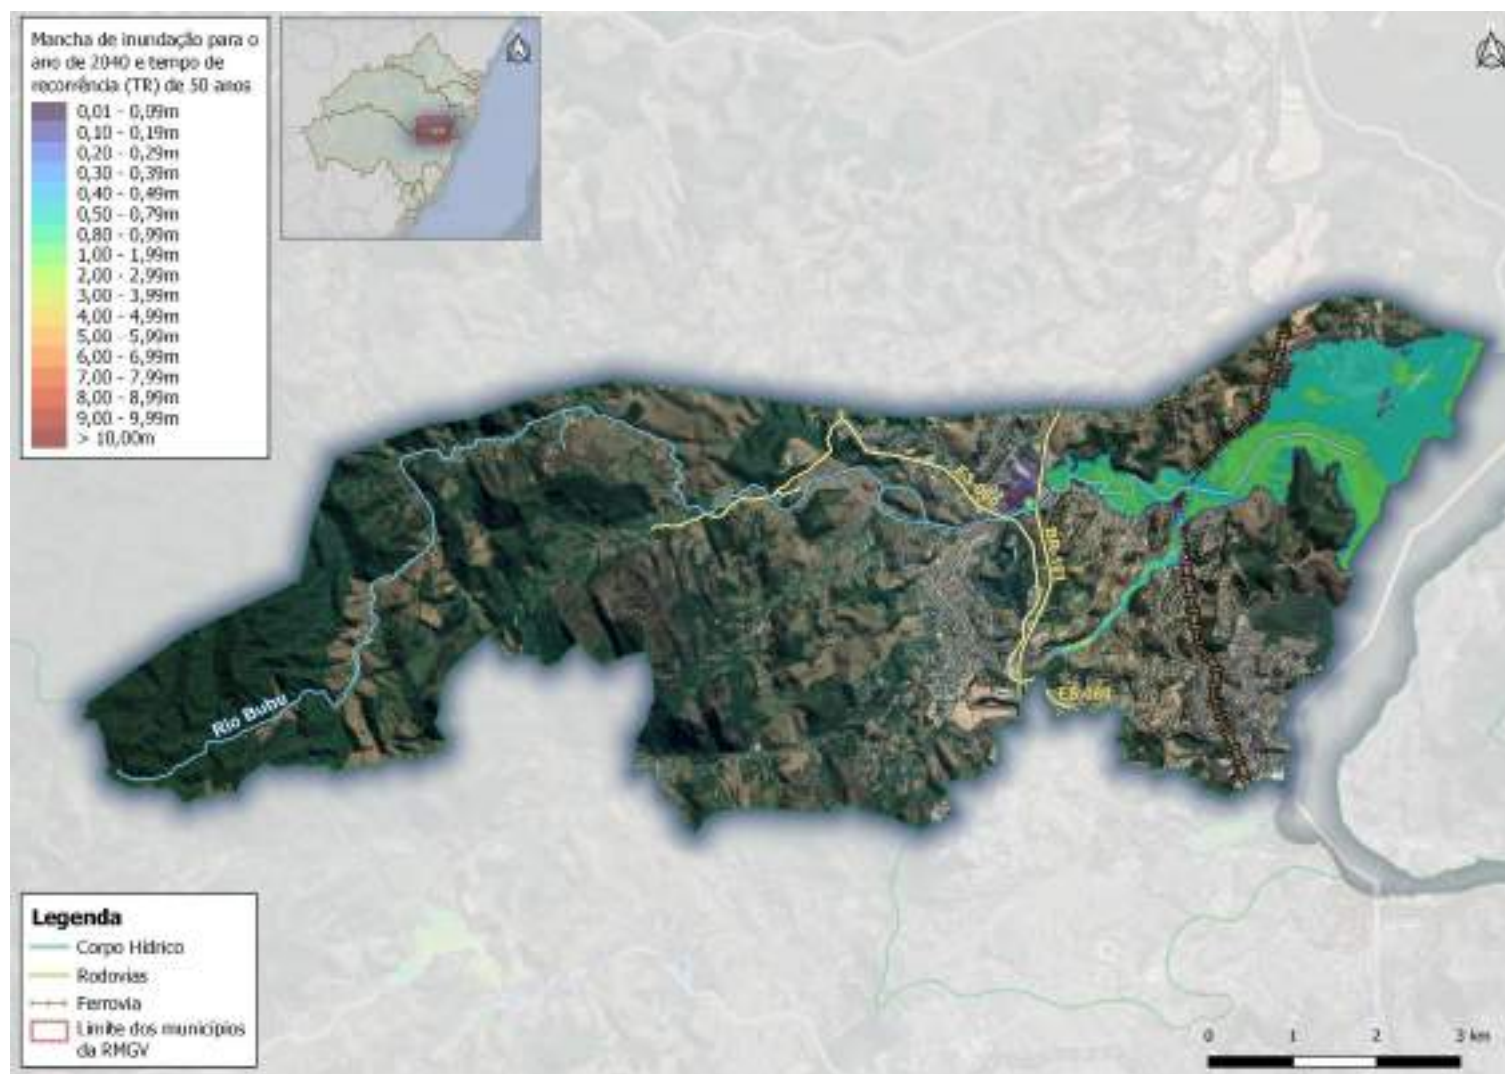 Mancha de inundação para o
ano de 2040 e tempo de
recorrência (TR) de 50 anos
0,01 - 0,09m
0,10 - 0,19m
0,20 - 0,29m
0,30 - 0,39m
0,40 - 0,49m
0,50 - 0,79m
0,80 - 0,99m
1,00 - 1,99m
2,00 - 2,99m
3,00 - 3,99m
4,00 - 4,99m
5,00 - 5,99m
6,00 - 6,99m
7,00 - 7,99m
8,00 - 8,99m
9,00 - 9,99m
> 10,00m
Rio Bubu
Legenda
Corpo Hídrico
Rodovias
Ferrovia
Limite dos municípios
da RMGV
0 1 2 3 km